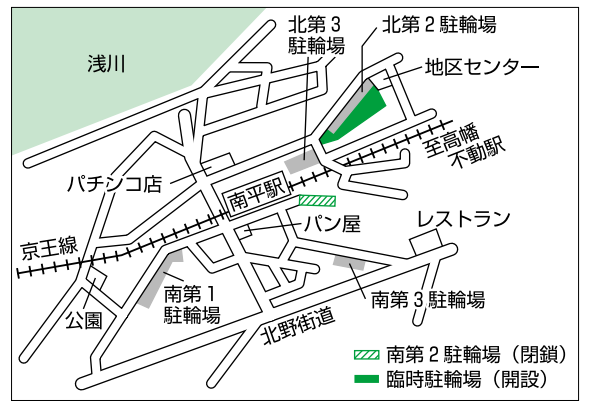 北第3
駐輪場
北第2駐輪場
浅川
地区センター
至高幡
不動駅
パチンコ店
南平駅
パン屋
レストラン
京王線
公園
南第1
駐輪場
南第3駐輪場
北野街道
南第2駐輪場（閉鎖）
臨時駐輪場（開設）